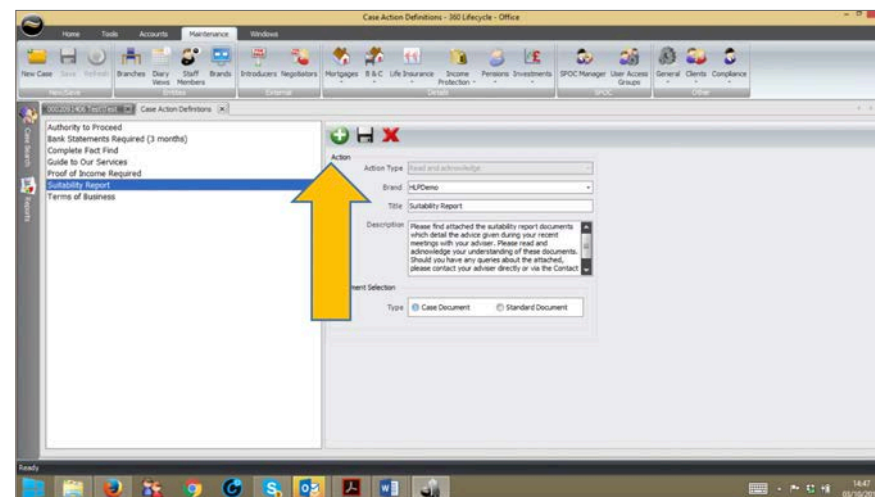 Case Action Definitions - 360 Lifecycle - Office
Home Tools Accounts Maintenance Windows
New Case Save Refresh Branches Diary Views Staff Members Brands Introducers Negotiators Mortgages B & C Life Insurance Income Protection Pensions Investments SPOC Manager User Access Groups General Clients Compliance
New/Save Entities External Details SPOC Other
Case Action Definitions
Case Search
Reports
Authority to Proceed
Bank Statements Required (3 months)
Complete Fact Find
Guide to Our Services
Proof of Income Required
Suitability Report
Terms of Business
Action
Action Type Read and acknowledge
Brand HLPDemo
Title Suitability Report
Description Please find attached the suitability report documents
which detail the advice given during your recent
meetings with your adviser. Please read and
acknowledge your understanding of these documents.
Should you have any queries about the attached,
please contact your adviser directly or via the Contact
ment Selection
Type Case Document Standard Document
Ready
14:47